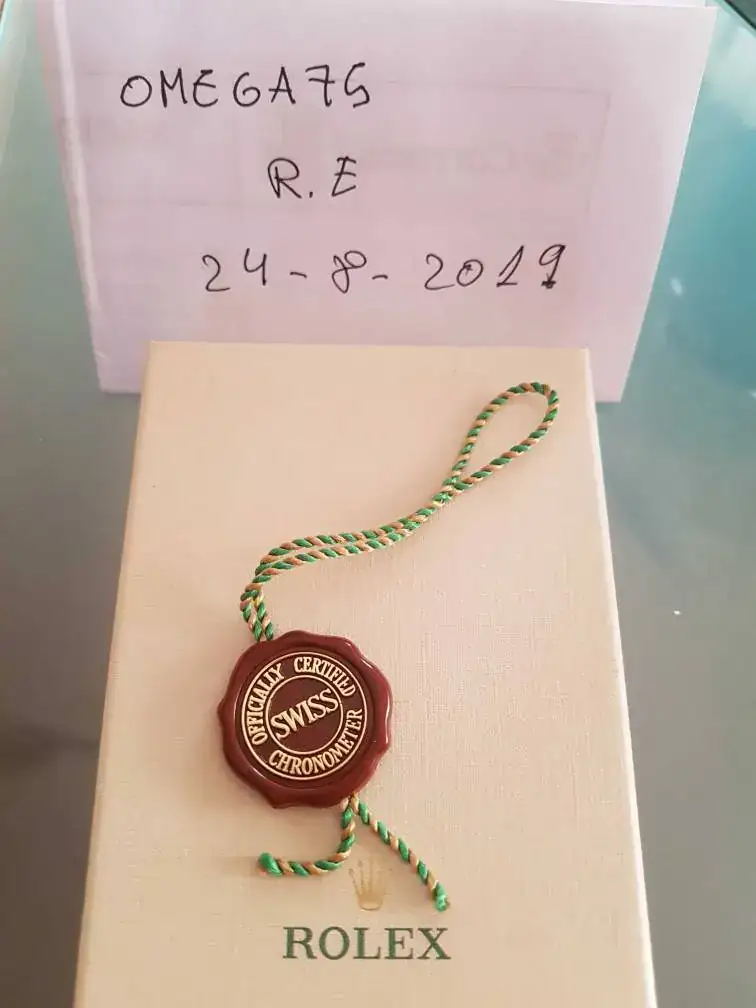 OMEGA75
R.E
24-8-2019
OFFICIALLY CERTIFIED
SWISS
CHRONOMETER
ROLEX